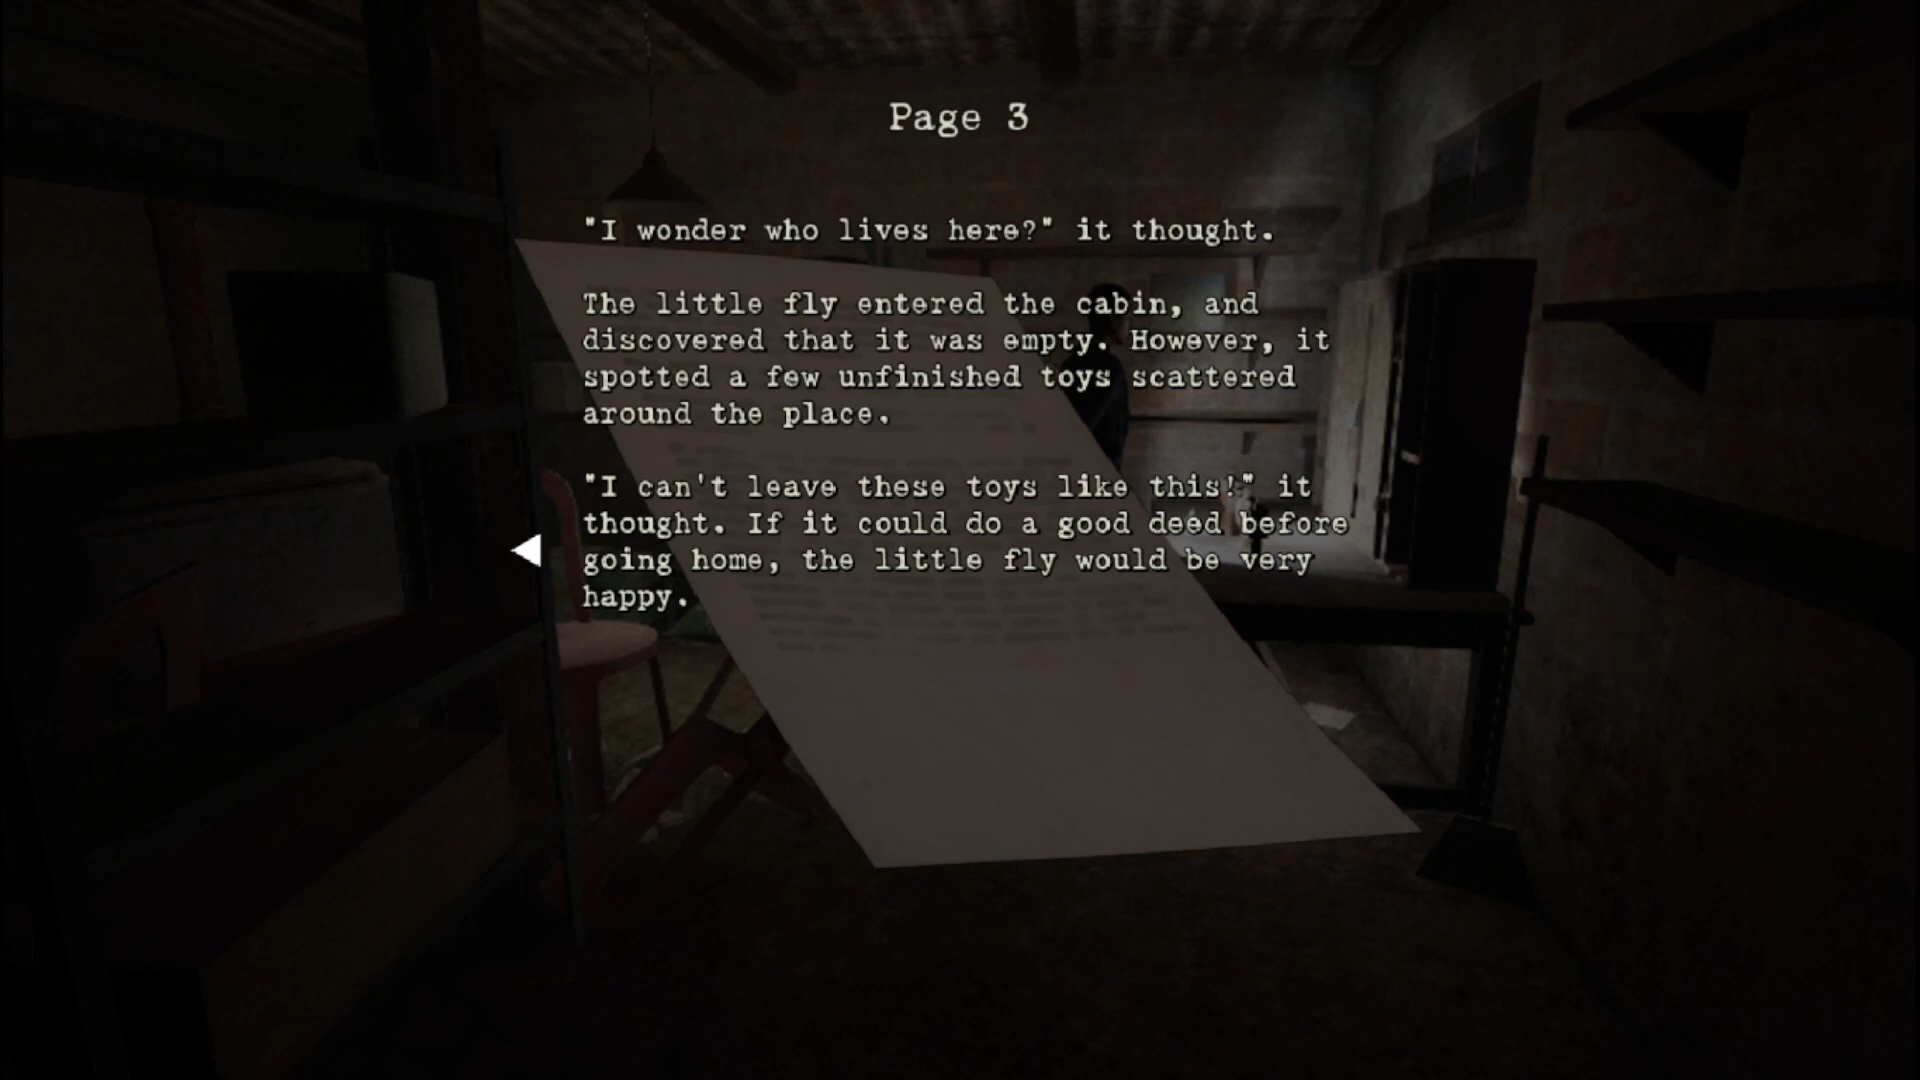 Page 3
"I wonder who lives here?" it thought.
The little fly entered the cabin, and
discovered that it was empty. However, it
spotted a few unfinished toys scattered
around the place.
"I can't leave these toys like this!" it
thought. If it could do a good deed before
going home, the little fly would be very
happy.